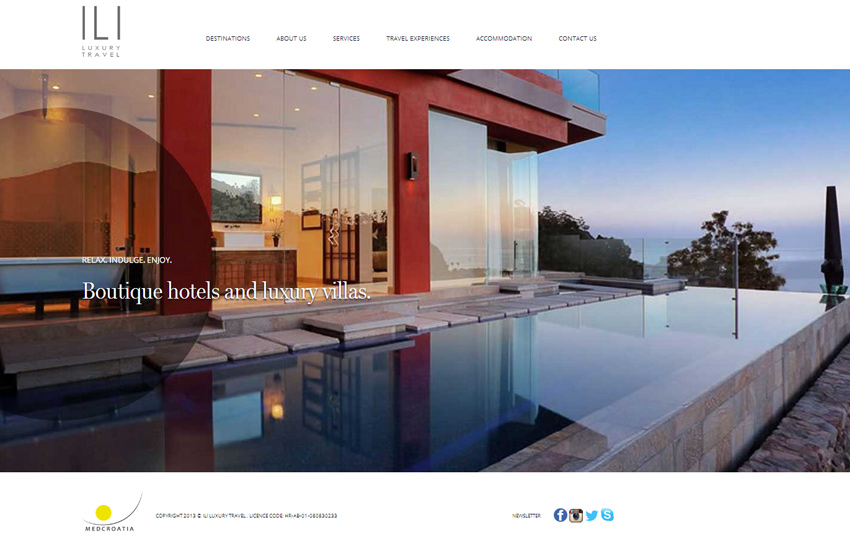 ILI
LUXURY
TRAVEL
DESTINATIONS ABOUT US SERVICES TRAVEL EXPERIENCES ACCOMMODATION CONTACT US
RELAX. INDULGE. ENJOY.
Boutique hotels and luxury villas.
MEDCROATIA
COPYRIGHT 2013 © ILI LUXURY TRAVEL . LICENCE CODE: HR-AB-01-080830233
NEWSLETTER